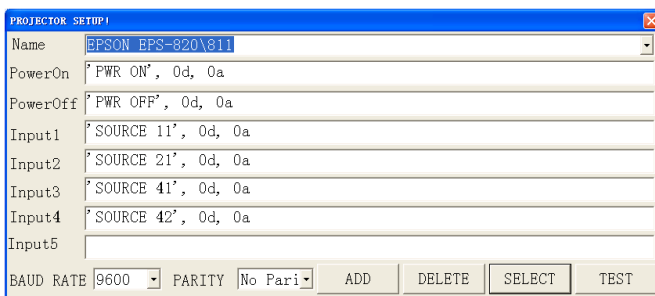 PROJECTOR SETUP!
Name EPSON EPS-820\811
PowerOn 'PWR ON', 0d, 0a
PowerOff 'PWR OFF', 0d, 0a
Input1 'SOURCE 11', 0d, 0a
Input2 'SOURCE 21', 0d, 0a
Input3 'SOURCE 41', 0d, 0a
Input4 'SOURCE 42', 0d, 0a
Input5
BAUD RATE 9600 PARITY No Pari ADD DELETE SELECT TEST